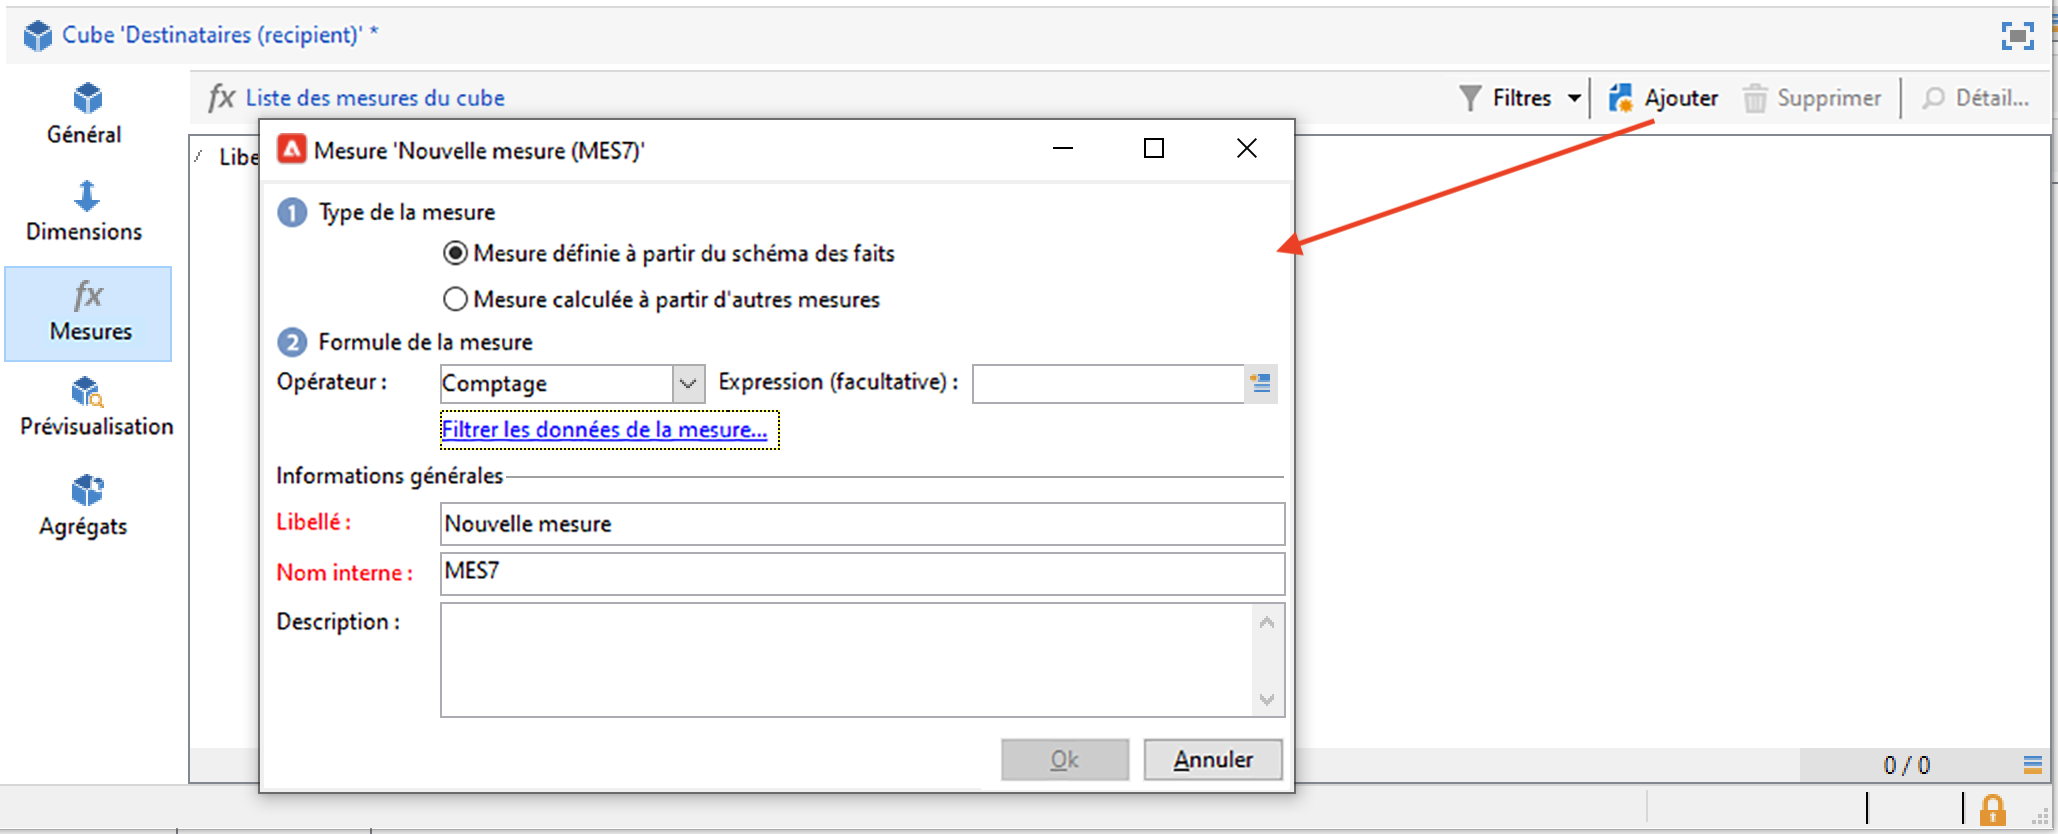 Cube 'Destinataires (recipient)' *
Général
Dimensions
fx
Mesures
Prévisualisation
Agrégats
fx Liste des mesures du cube
Filtres
Ajouter
Supprimer
Détail...
Mesure 'Nouvelle mesure (MES7)'
1 Type de la mesure
Mesure définie à partir du schéma des faits
Mesure calculée à partir d'autres mesures
2 Formule de la mesure
Opérateur : Comptage Expression (facultative) :
Filtrer les données de la mesure...
Informations générales
Libellé : Nouvelle mesure
Nom interne : MES7
Description :
Ok Annuler
0 / 0